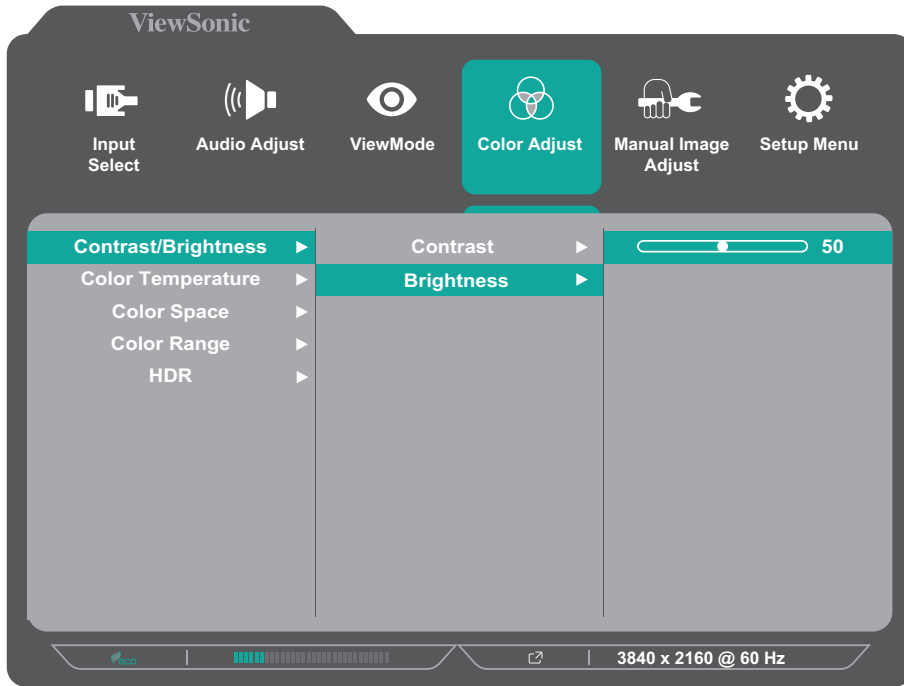 ViewSonic
Input
Select
Audio Adjust
ViewMode
Color Adjust
Manual Image
Adjust
Setup Menu
Contrast/Brightness
Contrast
50
Color Temperature
Brightness
Color Space
Color Range
HDR
eco
3840 x 2160 @ 60 Hz